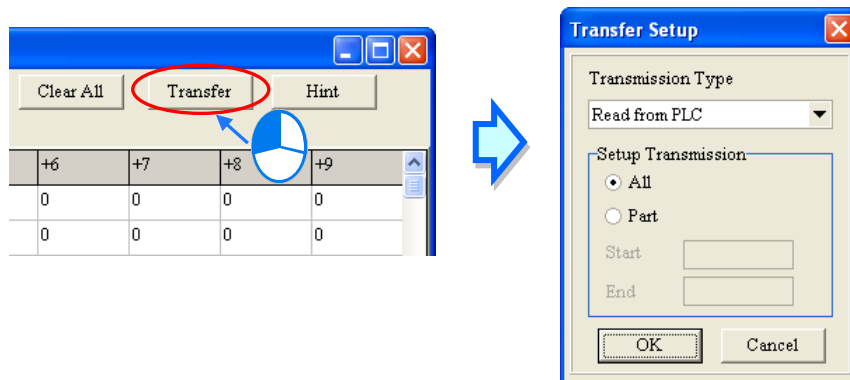 Clear All Transfer Hint
+6 +7 +8 +9
0 0 0 0
0 0 0 0
Transfer Setup
Transmission Type
Read from PLC
Setup Transmission
All
Part
Start
End
OK Cancel